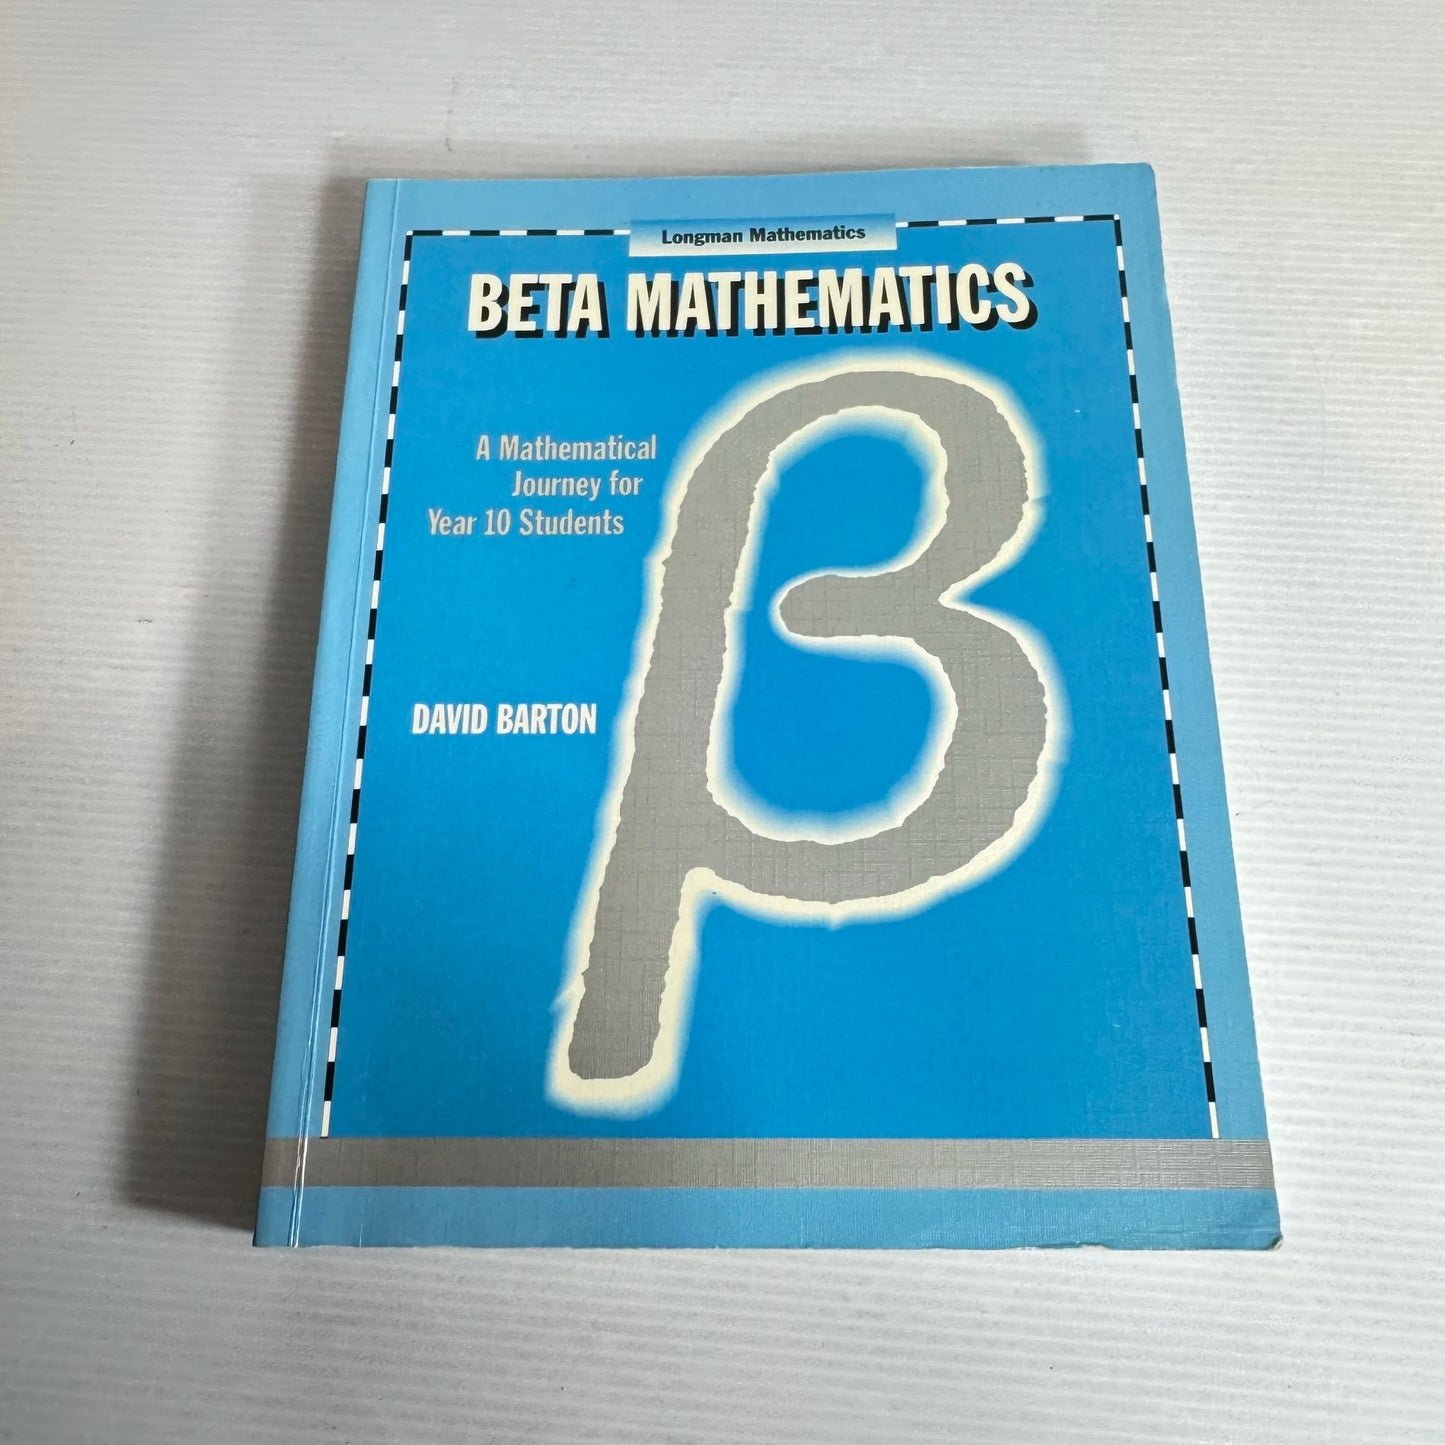 Longman Mathematics
BETA MATHEMATICS
A Mathematical
Journey for
Year 10 Students
DAVID BARTON
β